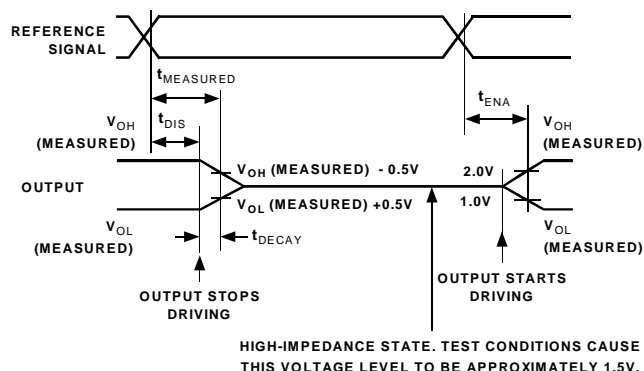 REFERENCE
SIGNAL
tMEASURED
tENA
VOH
(MEASURED)
tDIS
VOH
(MEASURED)
VOH (MEASURED) - 0.5V
2.0V
OUTPUT
VOL (MEASURED) +0.5V
1.0V
VOL
(MEASURED)
tDECAY
VOL
(MEASURED)
OUTPUT STOPS
DRIVING
OUTPUT STARTS
DRIVING
HIGH-IMPEDANCE STATE. TEST CONDITIONS CAUSE
THIS VOLTAGE LEVEL TO BE APPROXIMATELY 1.5V.